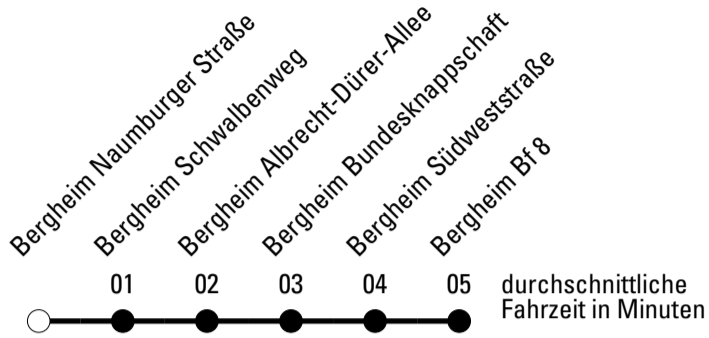 Bergheim Naumburger Straße
Bergheim Schwalbenweg
Bergheim Albrecht-Dürer-Allee
Bergheim Bundesknappschaft
Bergheim Südweststraße
Bergheim Bf 8
01 02 03 04 05
durchschnittliche
Fahrzeit in Minuten